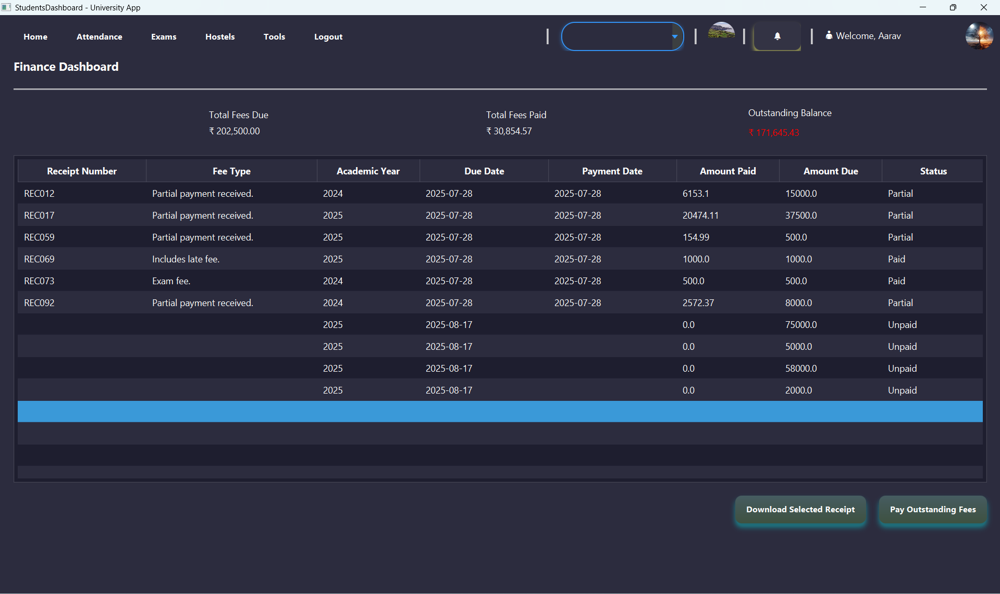 StudentsDashboard - University App
Home Attendance Exams Hostels Tools Logout Welcome, Aarav
Finance Dashboard
Total Fees Due Total Fees Paid Outstanding Balance
₹ 202,500.00 ₹ 30,854.57 ₹ 171,645.43
Receipt Number Fee Type Academic Year Due Date Payment Date Amount Paid Amount Due Status
REC012 Partial payment received. 2024 2025-07-28 2025-07-28 6153.1 15000.0 Partial
REC017 Partial payment received. 2025 2025-07-28 2025-07-28 20474.11 37500.0 Partial
REC059 Partial payment received. 2025 2025-07-28 2025-07-28 154.99 500.0 Partial
REC069 Includes late fee. 2025 2025-07-28 2025-07-28 1000.0 1000.0 Paid
REC073 Exam fee. 2024 2025-07-28 2025-07-28 500.0 500.0 Paid
REC092 Partial payment received. 2024 2025-07-28 2025-07-28 2572.37 8000.0 Partial
2025 2025-08-17 0.0 75000.0 Unpaid
2025 2025-08-17 0.0 5000.0 Unpaid
2025 2025-08-17 0.0 58000.0 Unpaid
2025 2025-08-17 0.0 2000.0 Unpaid
Download Selected Receipt Pay Outstanding Fees